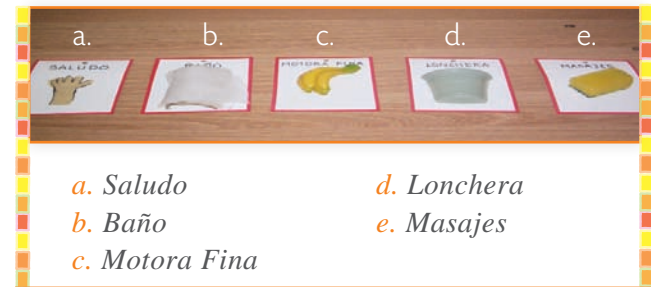 a. b. c. d. e.
SALUDO BAÑO MOTORA FINA LONCHERA MASAJES
a. Saludo
b. Baño
c. Motora Fina
d. Lonchera
e. Masajes